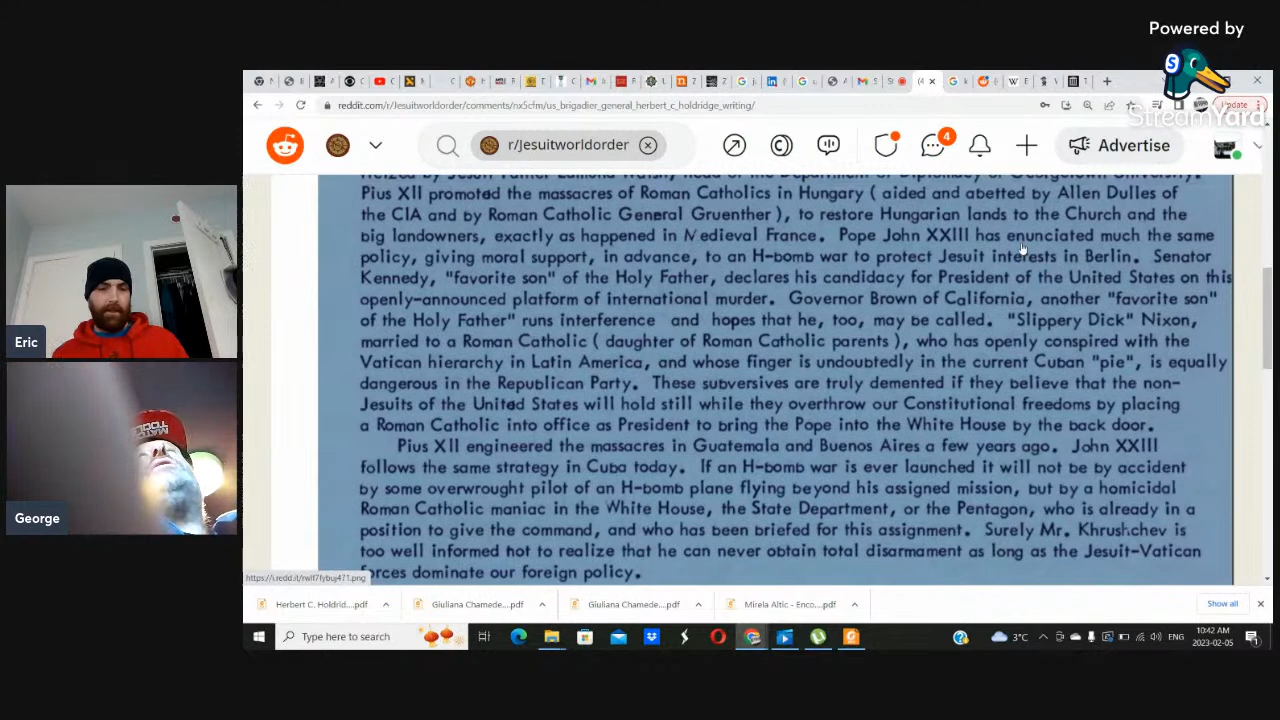 Powered by
StreamYard
reddit.com/r/Jesuitworldorder/comments/nx5cfm/us_brigadier_general_herbert_c_holdridge_writing/
Update
r/Jesuitworldorder
4
Advertise
Pius XII promoted the massacres of Roman Catholics in Hungary ( aided and abetted by Allen Dulles of
the CIA and by Roman Catholic General Gruenther ), to restore Hungarian lands to the Church and the
big landowners, exactly as happened in Medieval France. Pope John XXIII has enunciated much the same
policy, giving moral support, in advance, to an H-bomb war to protect Jesuit interests in Berlin. Senator
Kennedy, "favorite son" of the Holy Father, declares his candidacy for President of the United States on this
openly-announced platform of international murder. Governor Brown of California, another "favorite son"
of the Holy Father" runs interference and hopes that he, too, may be called. "Slippery Dick" Nixon,
married to a Roman Catholic ( daughter of Roman Catholic parents ), who has openly conspired with the
Vatican hierarchy in Latin America, and whose finger is undoubtedly in the current Cuban "pie", is equally
dangerous in the Republican Party. These subversives are truly demented if they believe that the non-
Jesuits of the United States will hold still while they overthrow our Constitutional freedoms by placing
a Roman Catholic into office as President to bring the Pope into the White House by the back door.
Pius XII engineered the massacres in Guatemala and Buenos Aires a few years ago. John XXIII
follows the same strategy in Cuba today. If an H-bomb war is ever launched it will not be by accident
by some overwrought pilot of an H-bomb plane flying beyond his assigned mission, but by a homicidal
Roman Catholic maniac in the White House, the State Department, or the Pentagon, who is already in a
position to give the command, and who has been briefed for this assignment. Surely Mr. Khrushchev is
too well informed not to realize that he can never obtain total disarmament as long as the Jesuit-Vatican
forces dominate our foreign policy.
Eric
George
https://i.redd.it/rwlf7fybuj471.png
Herbert C. Holdrid....pdf
Giuliana Chamede....pdf
Giuliana Chamede....pdf
Mirela Altic - Enco....pdf
Show all
Type here to search
3°C
ENG
10:42 AM
2023-02-05